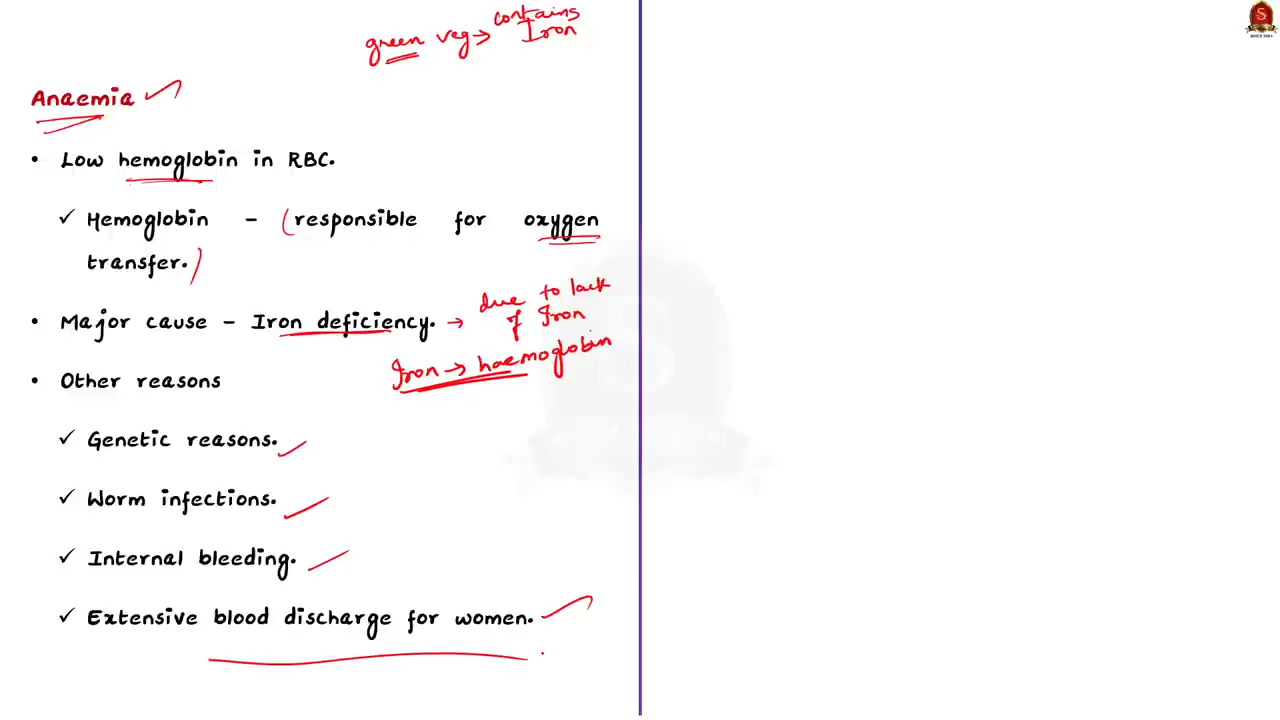 green veg → contains
Iron
Anaemia
• Low hemoglobin in RBC.
✓ Hemoglobin – (responsible for oxygen
transfer.)
• Major cause – Iron deficiency. → due to lack
of Iron
Iron → haemoglobin
• Other reasons
✓ Genetic reasons.
✓ Worm infections.
✓ Internal bleeding.
✓ Extensive blood discharge for women.